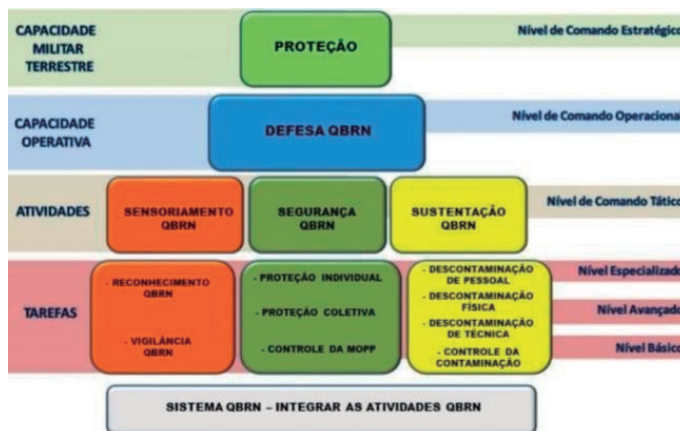 CAPACIDADE
MILITAR
TERRESTRE
PROTEÇÃO
Nível de Comando Estratégico
CAPACIDADE
OPERATIVA
DEFESA QBRN
Nível de Comando Operacional
ATIVIDADES
SENSORIAMENTO
QBRN
SEGURANÇA
QBRN
SUSTENTAÇÃO
QBRN
Nível de Comando Tático
TAREFAS
- RECONHECIMENTO
QBRN
- VIGILÂNCIA
QBRN
- PROTEÇÃO INDIVIDUAL
- PROTEÇÃO COLETIVA
- CONTROLE DA MOPP
- DESCONTAMINAÇÃO
DE PESSOAL
- DESCONTAMINAÇÃO
FÍSICA
- DESCONTAMINAÇÃO
DE TÉCNICA
- CONTROLE DA
CONTAMINAÇÃO
Nível Especializado
Nível Avançado
Nível Básico
SISTEMA QBRN – INTEGRAR AS ATIVIDADES QBRN